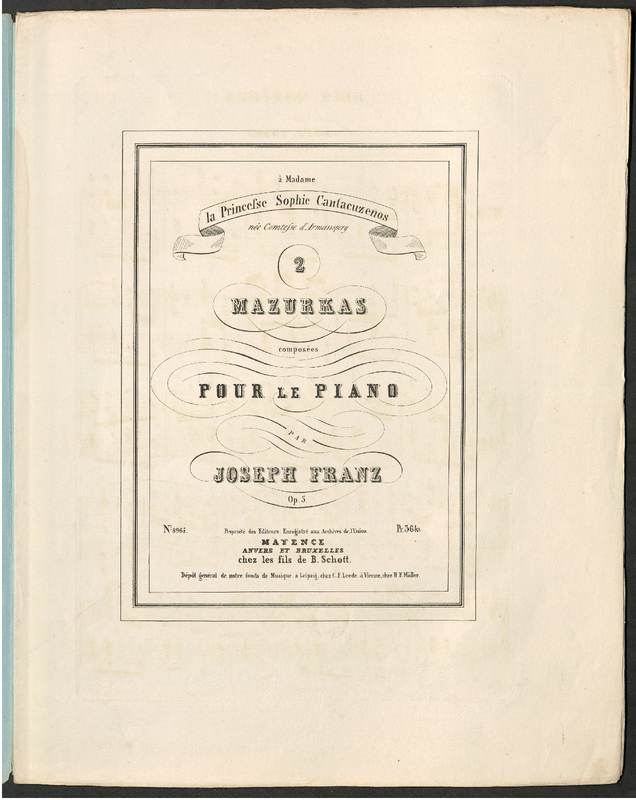 à Madame
la Princeſse Sophie Cantacuzenos
née Comteſse d'Armansperg
2
MAZURKAS
composées
POUR LE PIANO
PAR
JOSEPH FRANZ
Op. 5.
Nº 8965. Propriété des Editeurs. Enregistré aux Archives de l'Union. Pr. 36 kr.
MAYENCE
ANVERS ET BRUXELLES
chez les fils de B. Schott.
Dépôt général de notre fonds de Musique. à Leipzig, chez C. F. Leede. à Vienne, chez H. F. Müller.